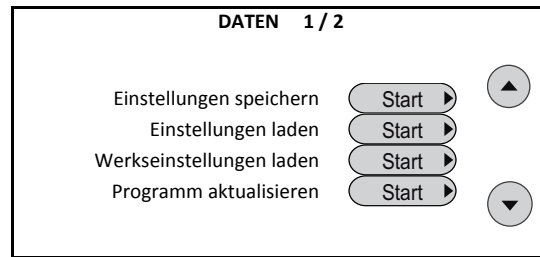 DATEN 1 / 2
Einstellungen speichern Start
Einstellungen laden Start
Werkseinstellungen laden Start
Programm aktualisieren Start